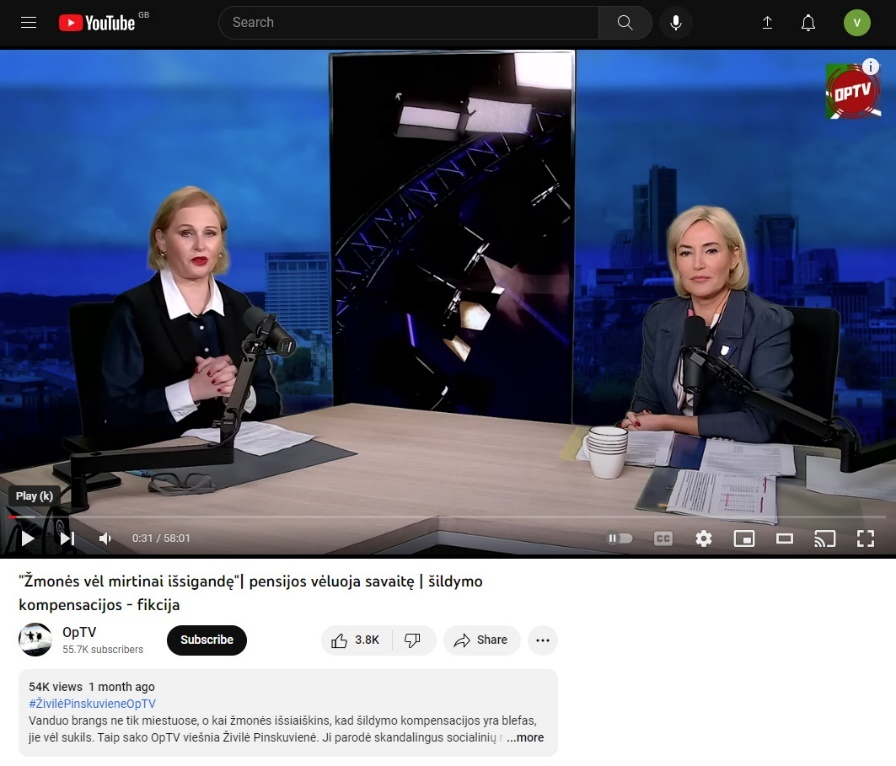 YouTube GB
Search
V
OPTV
i
Play (k)
0:31 / 58:01
CC
"Žmonės vėl mirtinai išsigandę"| pensijos vėluoja savaitę | šildymo
kompensacijos - fikcija
OpTV
55.7K subscribers
Subscribe
3.8K
Share
54K views 1 month ago
#ŽivilėPinskuvieneOpTV
Vanduo brangs ne tik miestuose, o kai žmonės išsiaiškins, kad šildymo kompensacijos yra blefas,
jie vėl sukils. Taip sako OpTV viešnia Živilė Pinskuvienė. Ji parodė skandalingus socialinių ...more